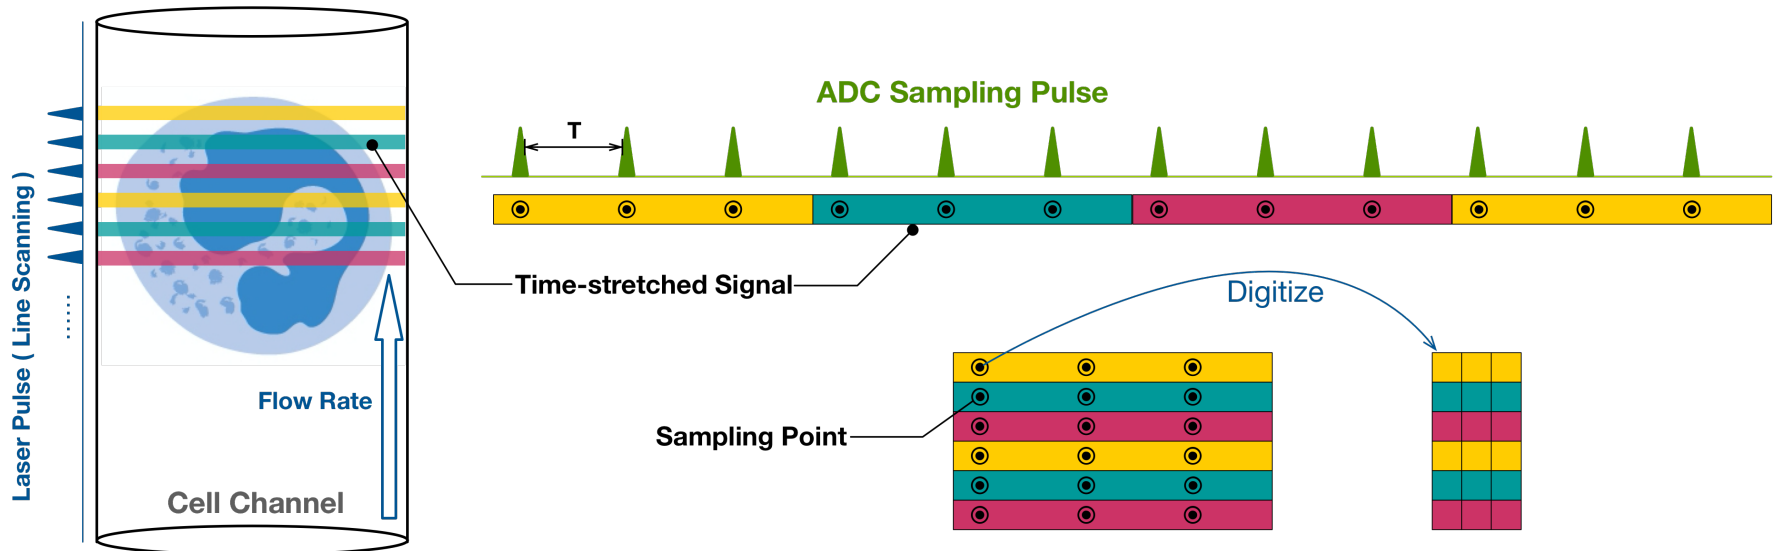 Laser Pulse ( Line Scanning )
......
Flow Rate
Cell Channel
ADC Sampling Pulse
T
Time-stretched Signal
Digitize
Sampling Point